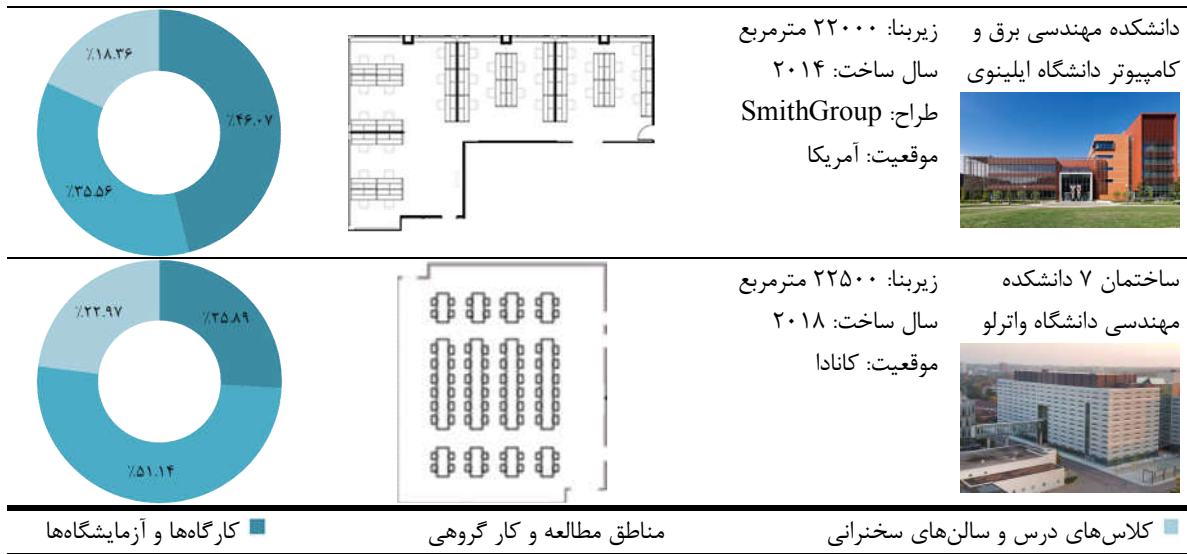 دانشکده مهندسی برق و
کامپیوتر دانشگاه ایلینوی
زیربنا: ۲۲۰۰۰ مترمربع
سال ساخت: ۲۰۱۴
طراح: SmithGroup
موقعیت: آمریکا
٪۱۸.۳۶
٪۴۶.۰۷
٪۳۵.۵۶
ساختمان ۷ دانشکده
مهندسی دانشگاه واترلو
زیربنا: ۲۲۵۰۰ مترمربع
سال ساخت: ۲۰۱۸
موقعیت: کانادا
٪۲۲.۹۷
٪۲۵.۸۹
٪۵۱.۱۴
کلاس‌های درس و سالن‌های سخنرانی
مناطق مطالعه و کار گروهی
کارگاه‌ها و آزمایشگاه‌ها